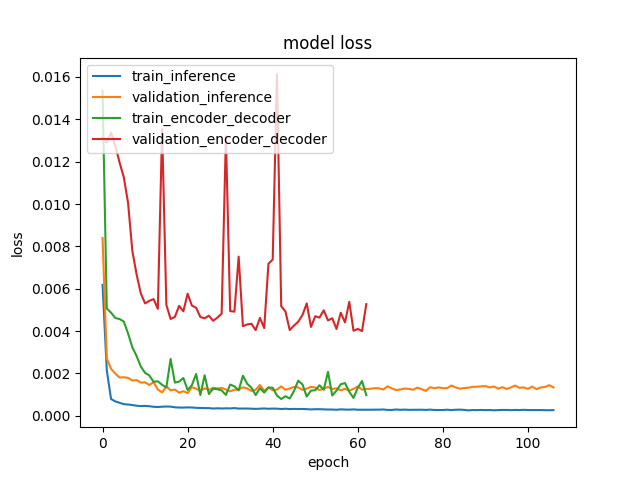 model loss
train_inference
validation_inference
train_encoder_decoder
validation_encoder_decoder
0.016
0.014
0.012
0.010
0.008
0.006
0.004
0.002
0.000
loss
0 20 40 60 80 100
epoch